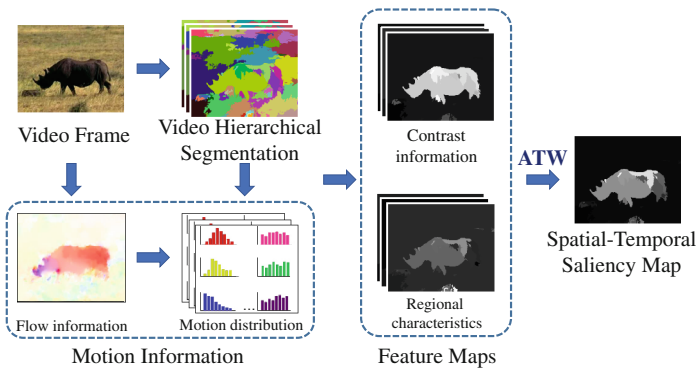 Video Frame
Video Hierarchical
Segmentation
Contrast
information
ATW
Spatial-Temporal
Saliency Map
Flow information
...
Motion distribution
Regional
characteristics
Motion Information
Feature Maps